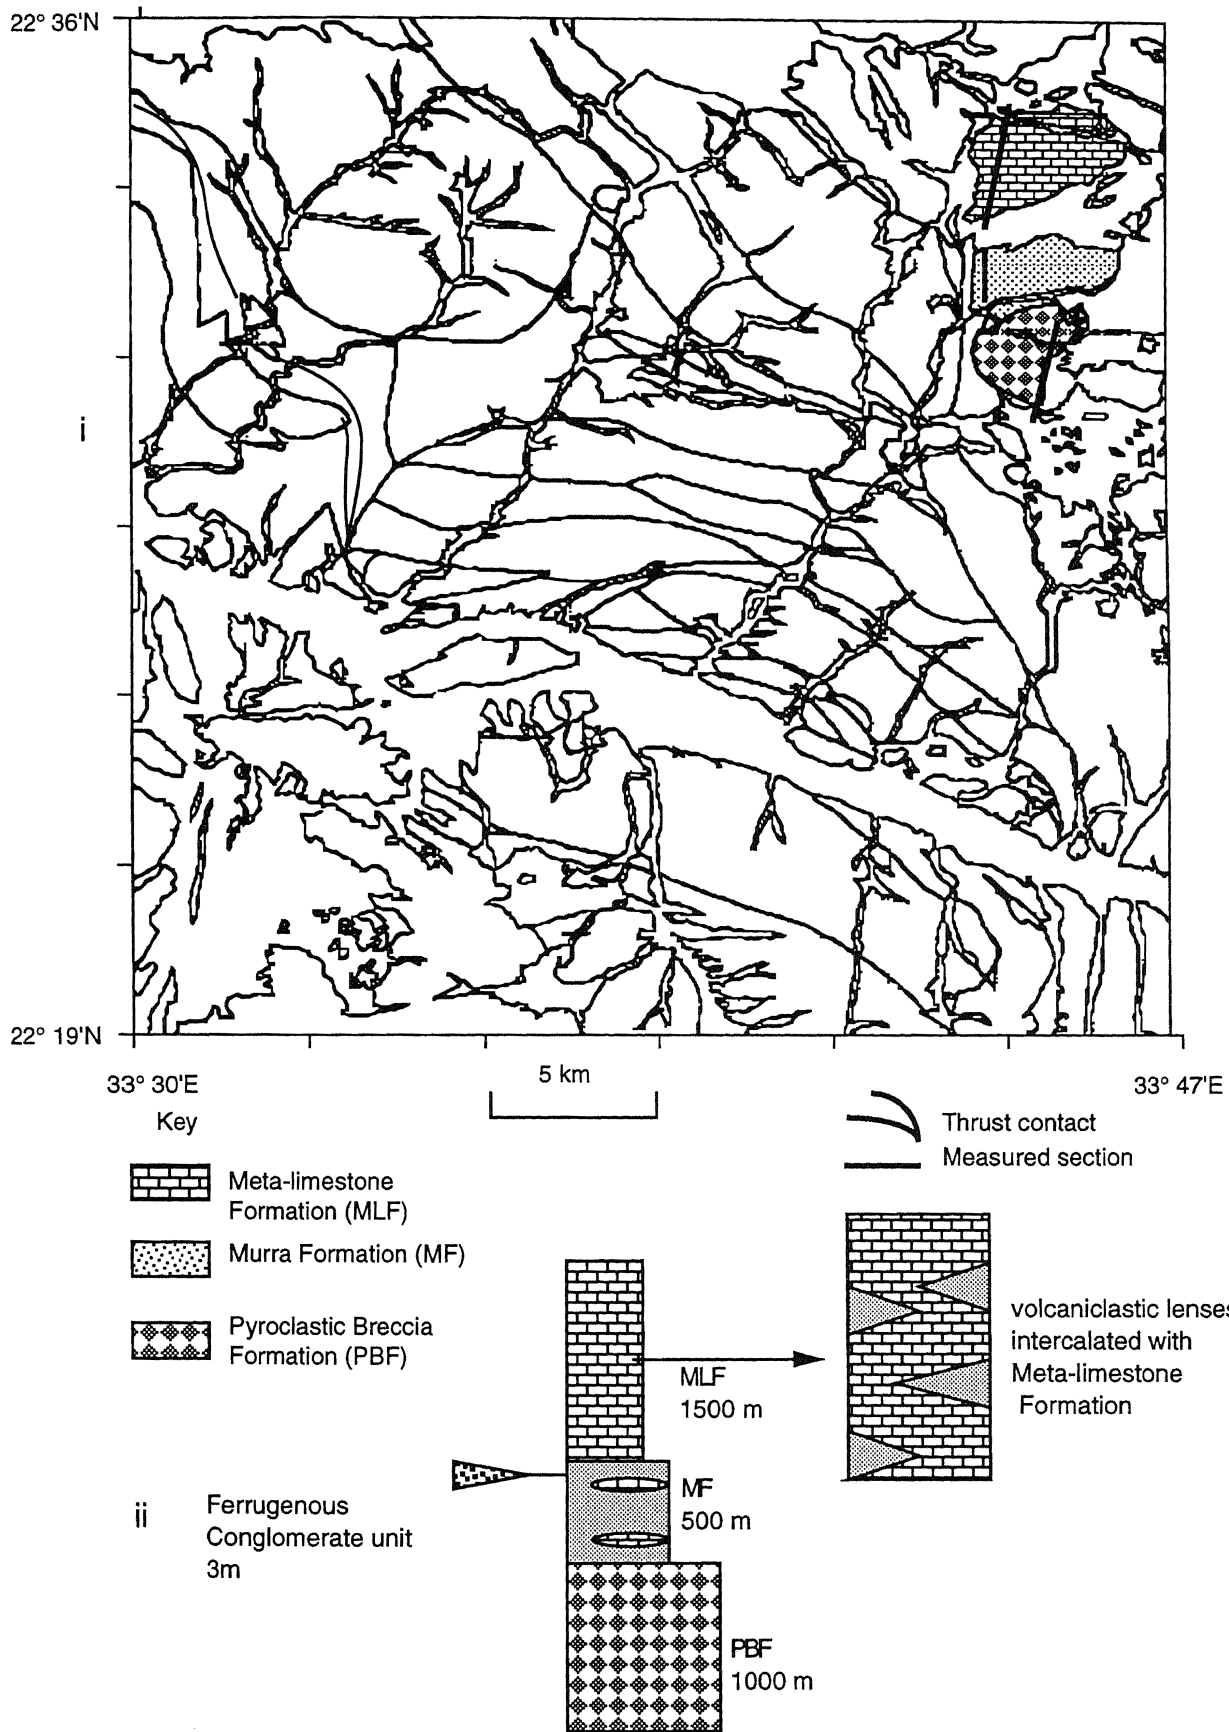 22° 36'N
i
22° 19'N
33° 30'E
5 km
33° 47'E
Key
Thrust contact
Measured section
Meta-limestone
Formation (MLF)
Murra Formation (MF)
Pyroclastic Breccia
Formation (PBF)
MLF
1500 m
volcaniclastic lenses
intercalated with
Meta-limestone
Formation
ii
Ferrugenous
Conglomerate unit
3m
MF
500 m
PBF
1000 m